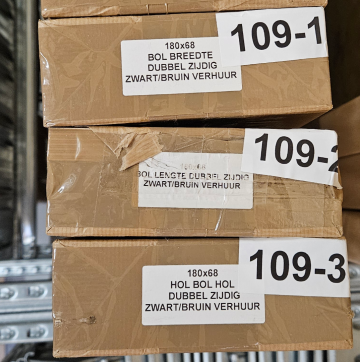 109-1
180x68
BOL BREEDTE
DUBBEL ZIJDIG
ZWART/BRUIN VERHUUR
109-2
BOL LENGTE DUBBEL ZIJDIG
ZWART/BRUIN VERHUUR
109-3
180x68
HOL BOL HOL
DUBBEL ZIJDIG
ZWART/BRUIN VERHUUR